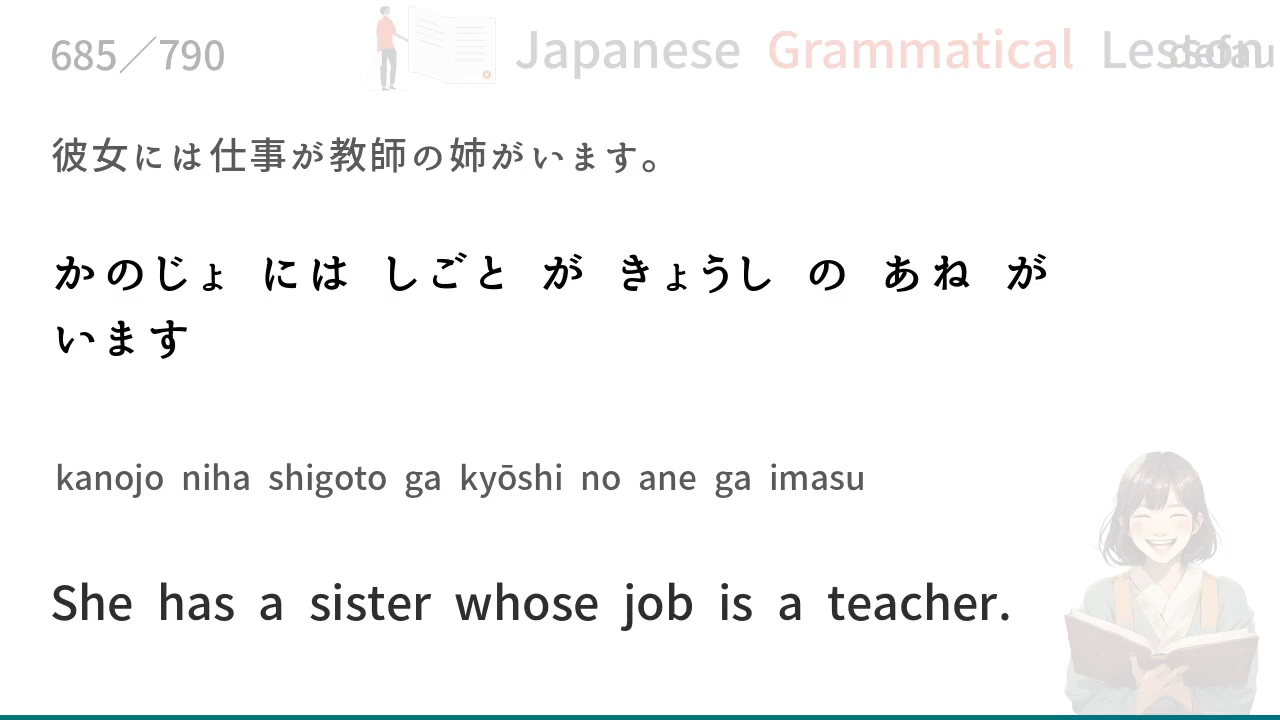 685／790
Japanese Grammatical Lesson
defau
彼女には仕事が教師の姉がいます。
かのじょ には しごと が きょうし の あね が
います
kanojo niha shigoto ga kyōshi no ane ga imasu
She has a sister whose job is a teacher.